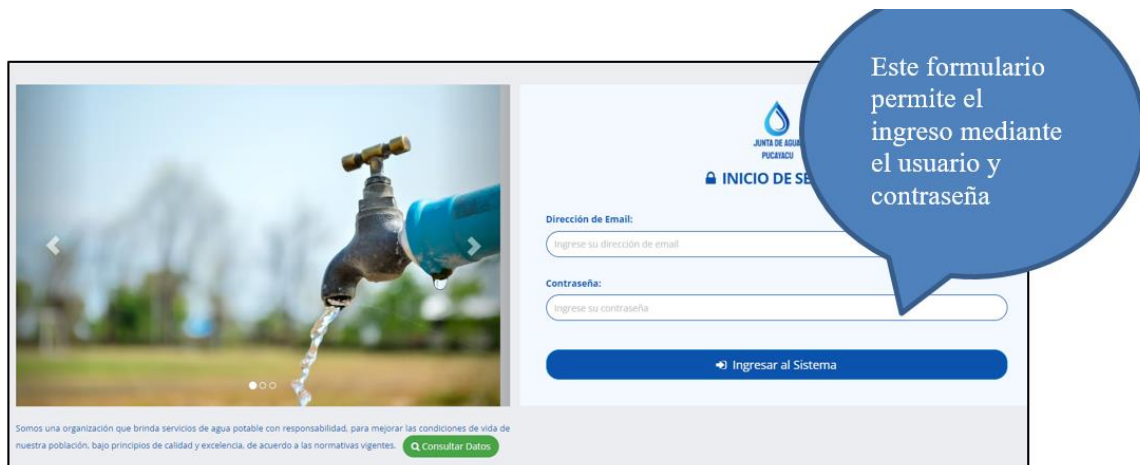 Este formulario
permite el
ingreso mediante
el usuario y
contraseña
JUNTA DE AGUA
PUCAYACU
INICIO DE
Dirección de Email:
Ingrese su dirección de email
Contraseña:
Ingrese su contraseña
Ingresar al Sistema
Somos una organización que brinda servicios de agua potable con responsabilidad, para mejorar las condiciones de vida de
nuestra población, bajo principios de calidad y excelencia, de acuerdo a las normativas vigentes. Consultar Datos